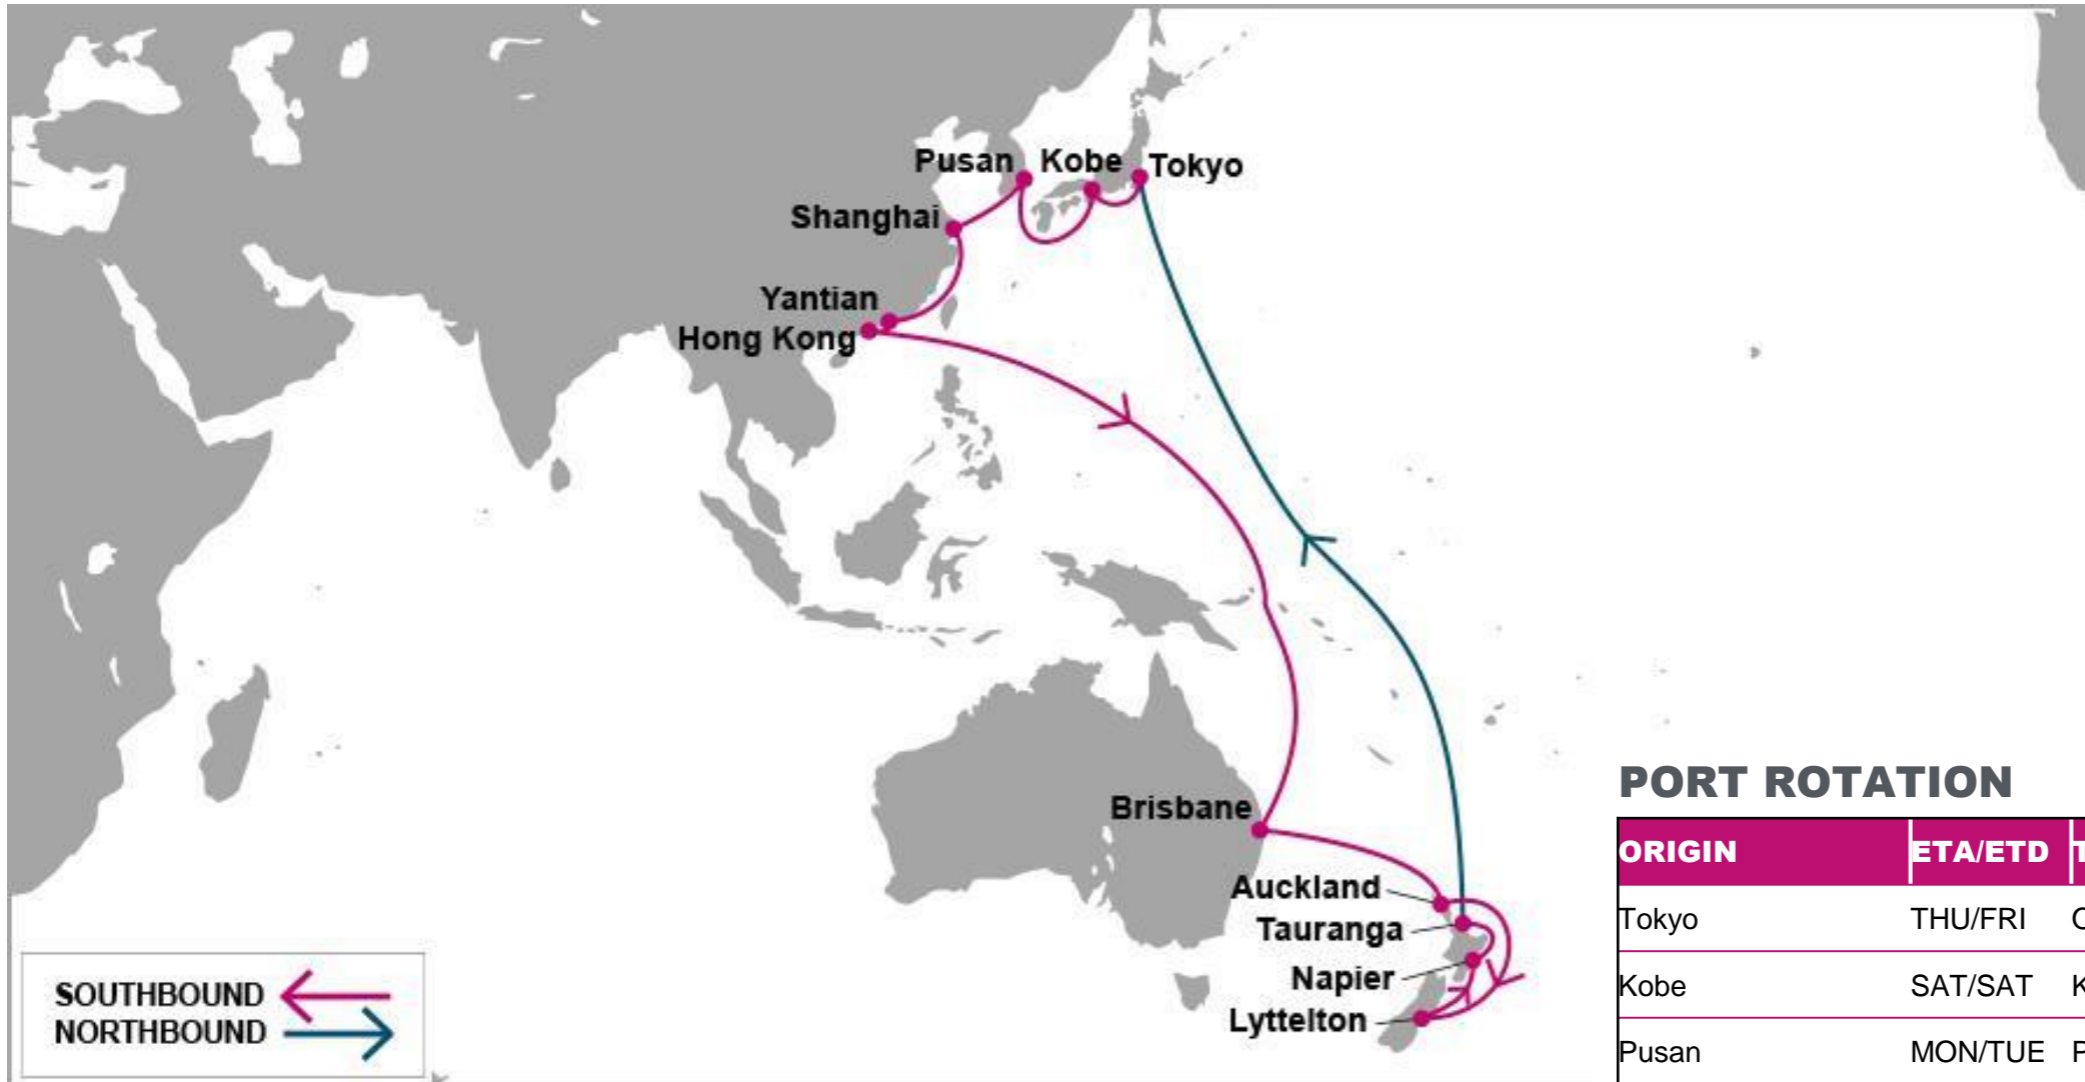 Pusan
Kobe
Tokyo
Shanghai
Yantian
Hong Kong
Brisbane
Auckland
Tauranga
Napier
Lyttelton
SOUTHBOUND
NORTHBOUND
PORT ROTATION
ORIGIN ETA/ETD
Tokyo THU/FRI
Kobe SAT/SAT
Pusan MON/TUE